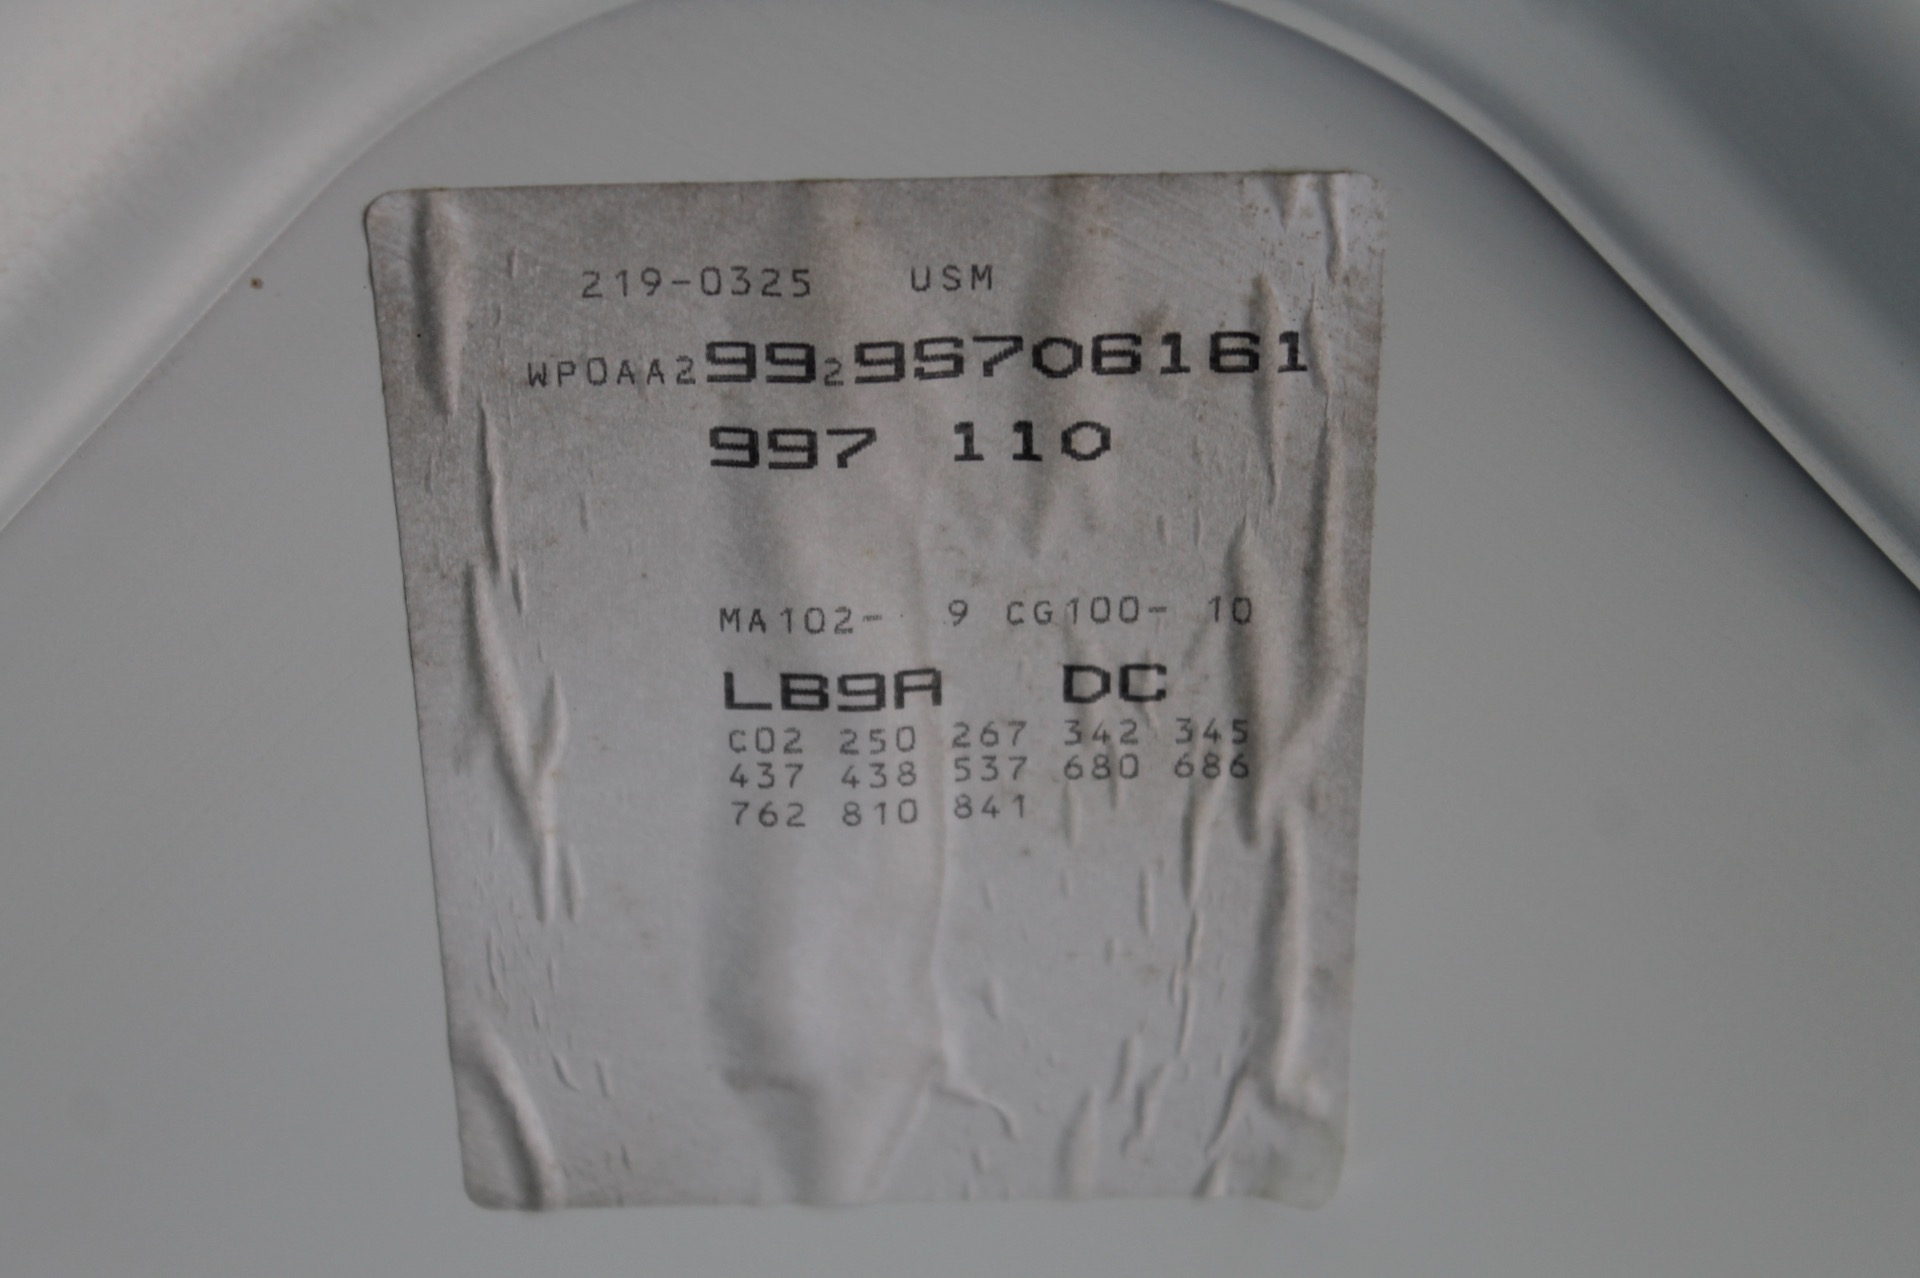 219-0325 USM
WP0AA29929S706161
997 110
MA102- 9 CG100- 10
LB9A DC
C02 250 267 342 345
437 438 537 680 686
762 810 841